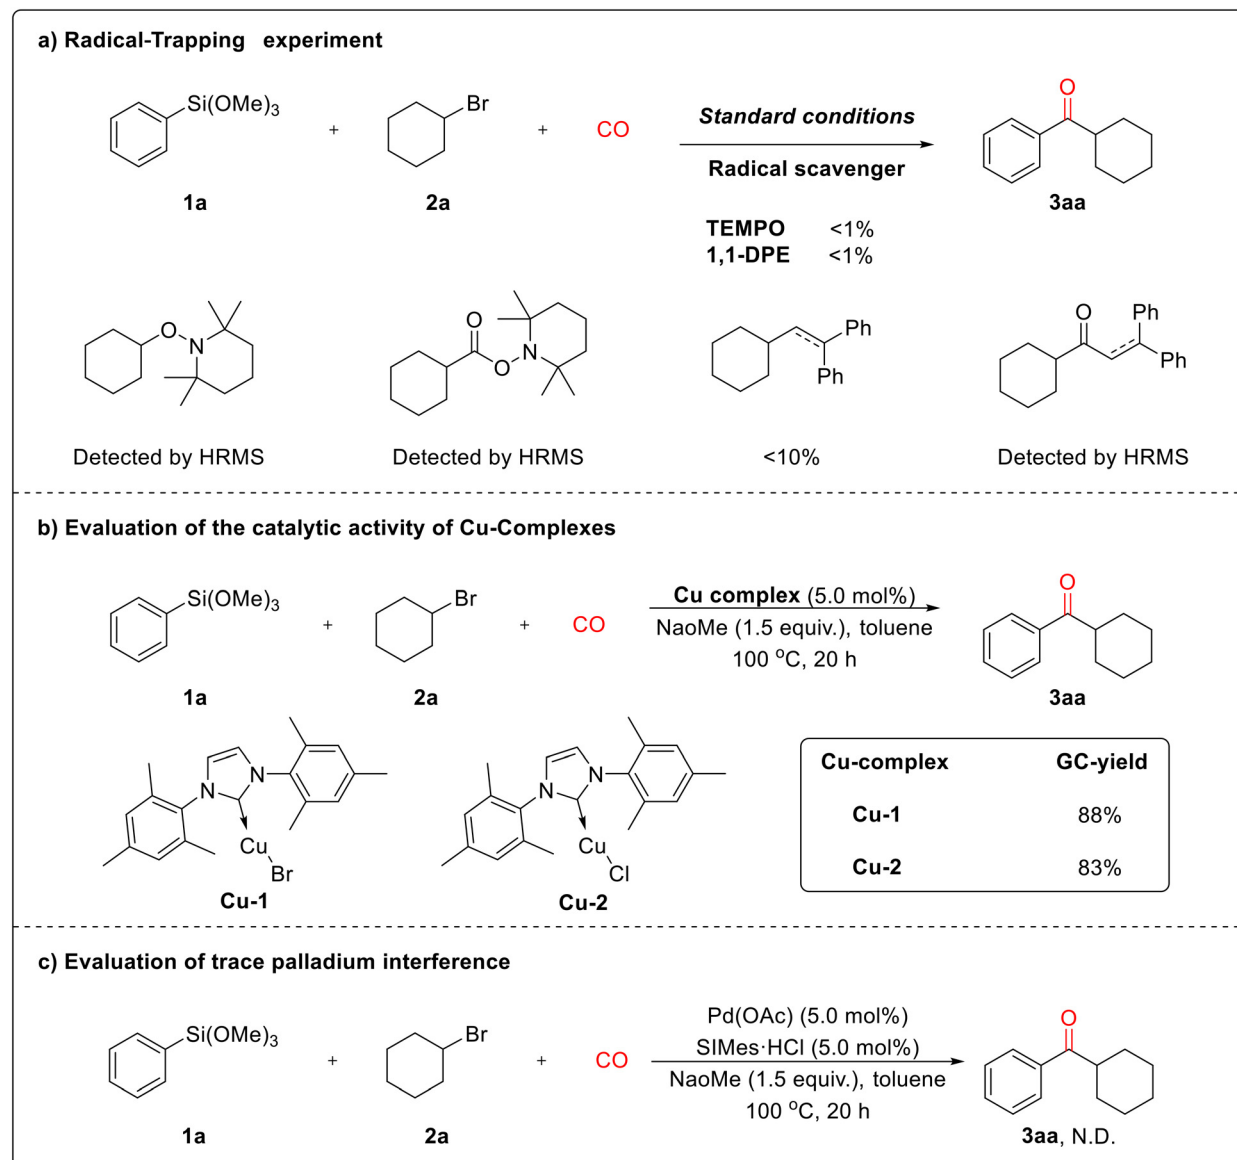 a) Radical-Trapping experiment
Si(OMe)3
+
Br
+
CO
Standard conditions
Radical scavenger
O
1a
2a
3aa
TEMPO <1%
1,1-DPE <1%
O
N
O
O
N
Ph
Ph
O
Ph
Ph
Detected by HRMS
Detected by HRMS
<10%
Detected by HRMS
b) Evaluation of the catalytic activity of Cu-Complexes
Si(OMe)3
+
Br
+
CO
Cu complex (5.0 mol%)
NaoMe (1.5 equiv.), toluene
100 oC, 20 h
O
1a
2a
3aa
N
N
Cu
Br
Cu-1
N
N
Cu
Cl
Cu-2
Cu-complex GC-yield
Cu-1 88%
Cu-2 83%
c) Evaluation of trace palladium interference
Si(OMe)3
+
Br
+
CO
Pd(OAc) (5.0 mol%)
SIMes·HCl (5.0 mol%)
NaoMe (1.5 equiv.), toluene
100 oC, 20 h
O
1a
2a
3aa, N.D.